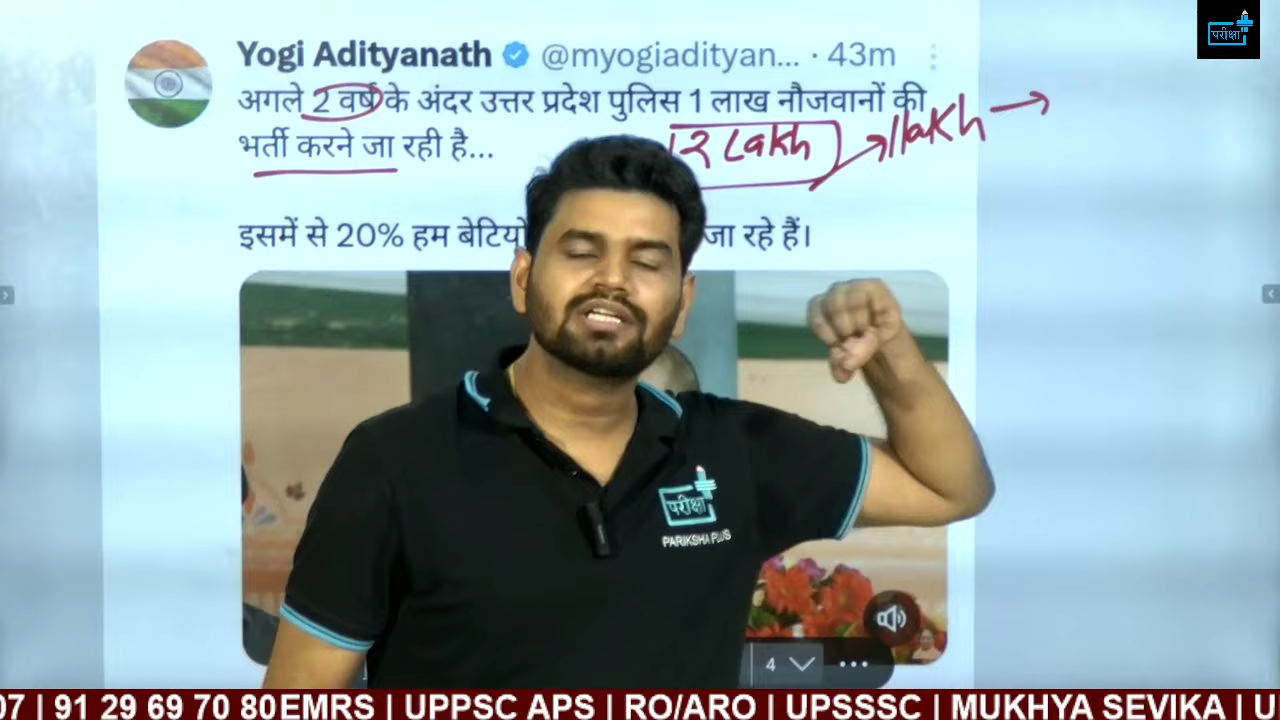 परीक्षा
Yogi Adityanath @myogiadityan... · 43m
अगले 2 वर्ष के अंदर उत्तर प्रदेश पुलिस 1 लाख नौजवानों की
भर्ती करने जा रही है...
2 Lakh → 1 lakh →
इसमें से 20% हम बेटियों
जा रहे हैं।
परीक्षा
PARIKSHA PLUS
4
07 | 91 29 69 70 80EMRS | UPPSC APS | RO/ARO | UPSSSC | MUKHYA SEVIKA | U